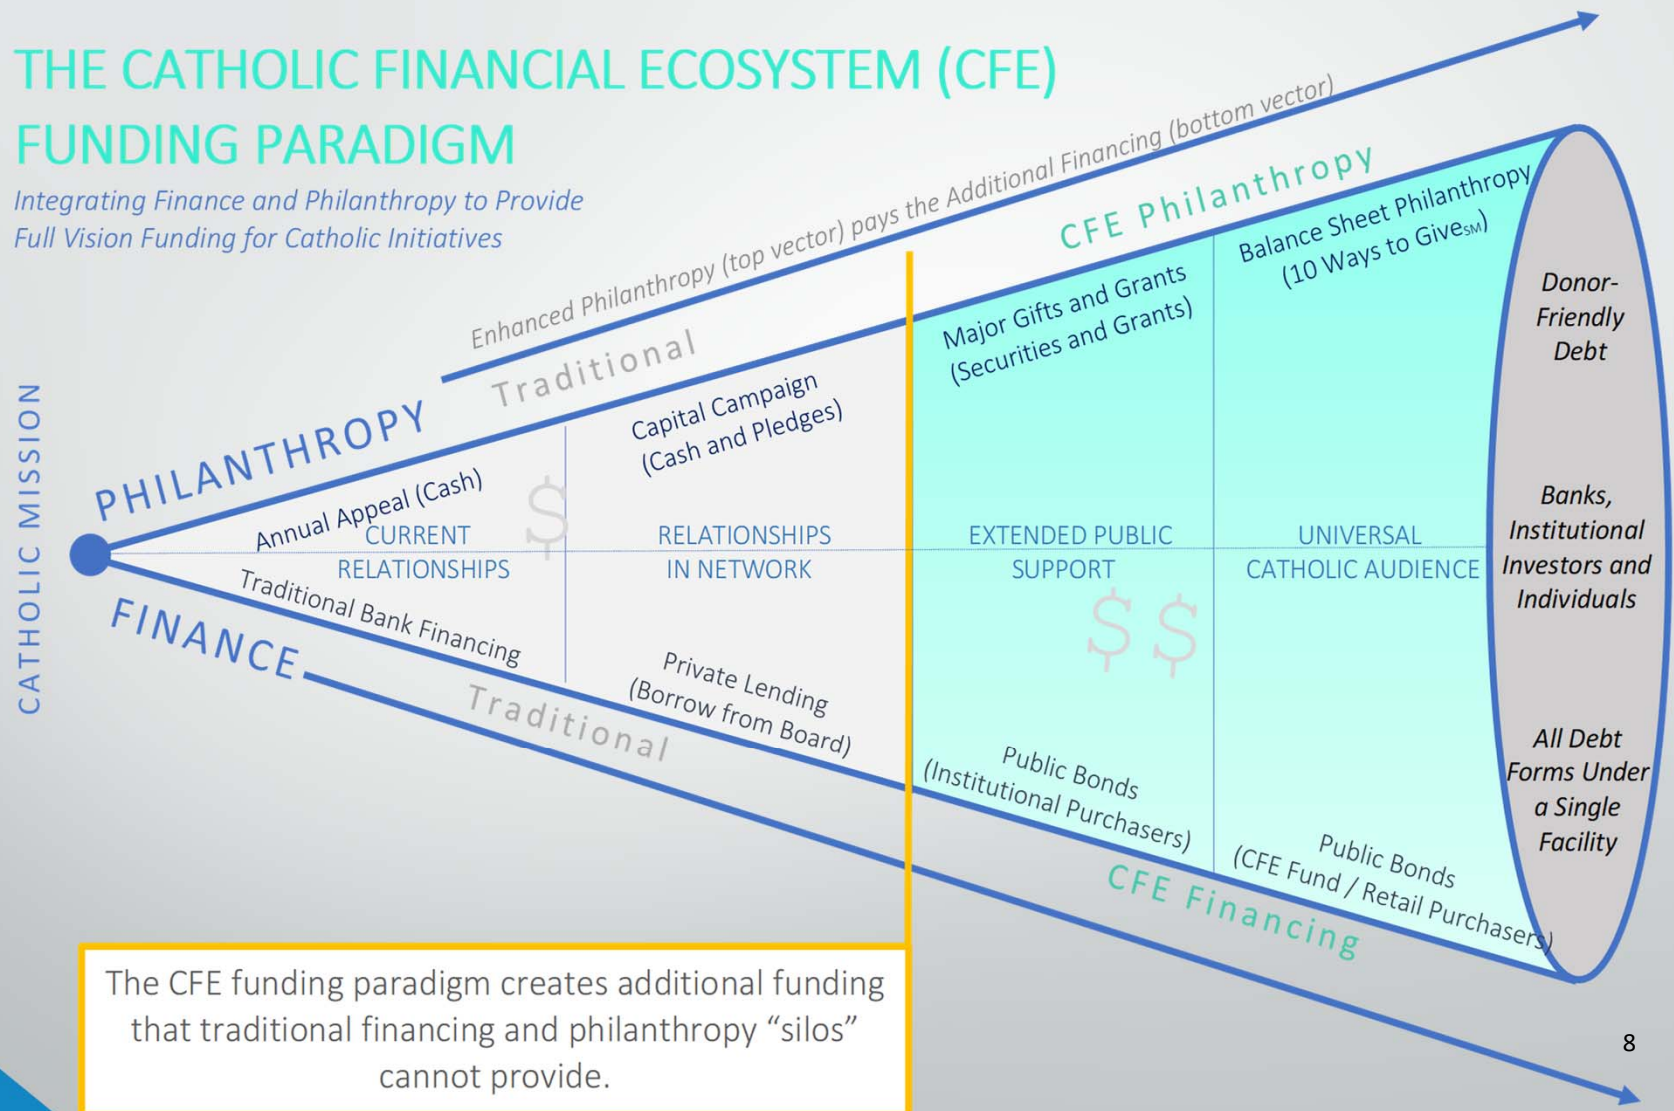 THE CATHOLIC FINANCIAL ECOSYSTEM (CFE)
FUNDING PARADIGM
Integrating Finance and Philanthropy to Provide
Full Vision Funding for Catholic Initiatives
Enhanced Philanthropy (top vector) pays the Additional Financing (bottom vector)
CATHOLIC MISSION
PHILANTHROPY
Traditional
CFE Philanthropy
Annual Appeal (Cash)
Capital Campaign
(Cash and Pledges)
Major Gifts and Grants
(Securities and Grants)
Balance Sheet Philanthropy
(10 Ways to GiveSM)
$
CURRENT
RELATIONSHIPS
RELATIONSHIPS
IN NETWORK
EXTENDED PUBLIC
SUPPORT
UNIVERSAL
CATHOLIC AUDIENCE
$$
FINANCE
Traditional
CFE Financing
Traditional Bank Financing
Private Lending
(Borrow from Board)
Public Bonds
(Institutional Purchasers)
Public Bonds
(CFE Fund / Retail Purchasers)
Donor-
Friendly
Debt
Banks,
Institutional
Investors and
Individuals
All Debt
Forms Under
a Single
Facility
The CFE funding paradigm creates additional funding
that traditional financing and philanthropy “silos”
cannot provide.
8